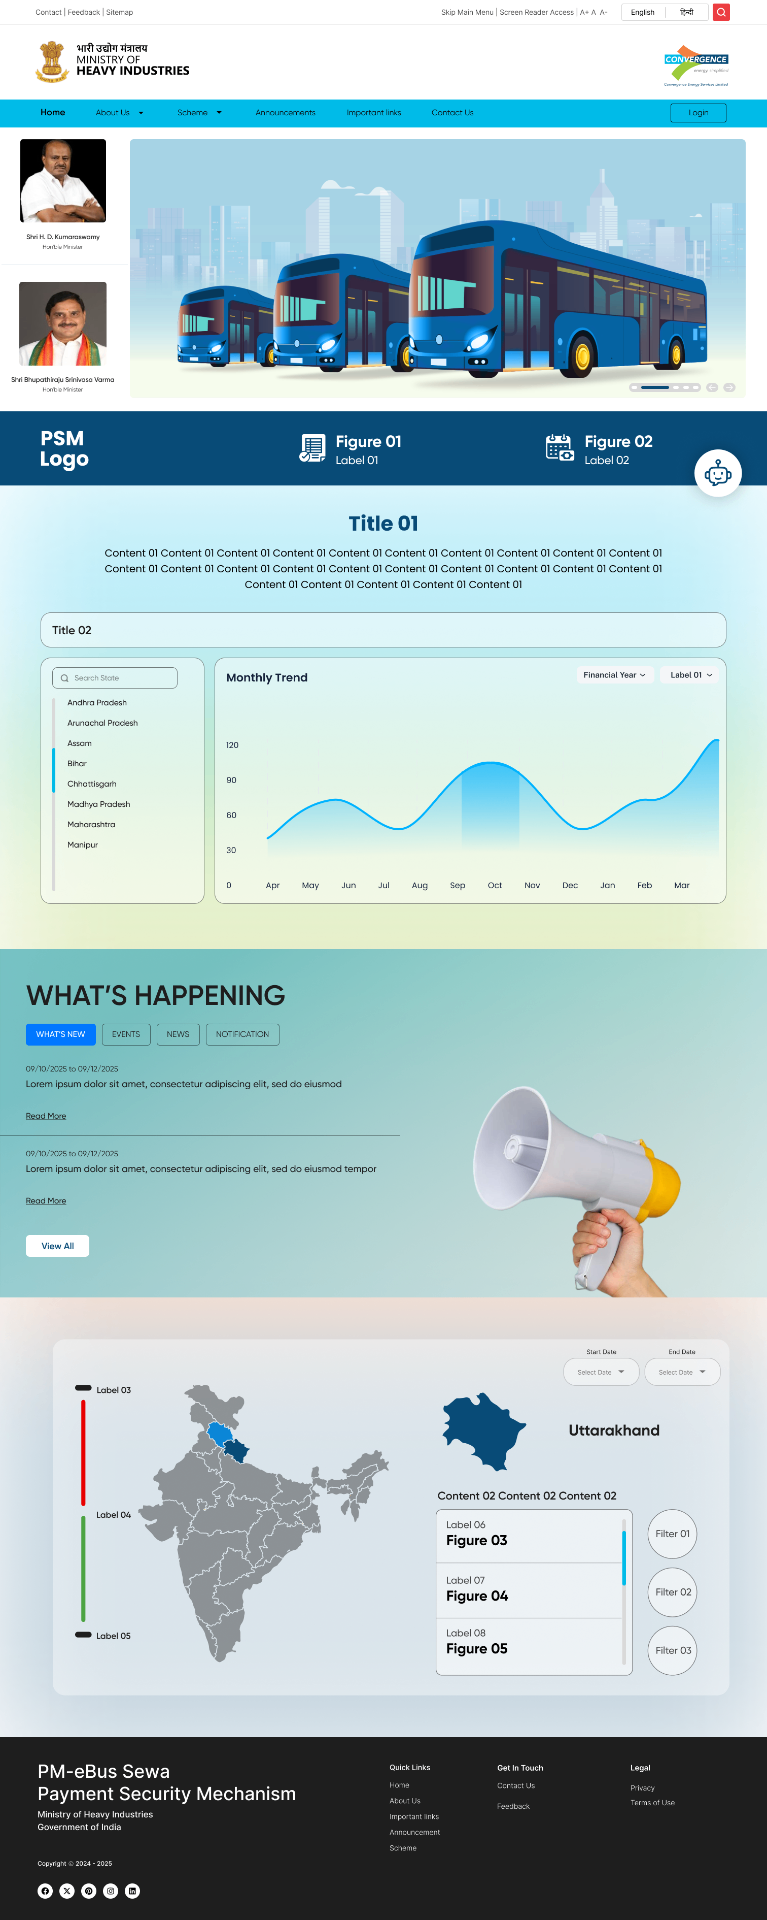 Contact | Feedback | Sitemap
Skip Main Menu | Screen Reader Access | A+ A A-
English
हिन्दी
भारी उद्योग मंत्रालय
MINISTRY OF
HEAVY INDUSTRIES
CONVERGENCE
energy simplified
Convergence Energy Services Limited
Home
About Us
Scheme
Announcements
Important links
Contact Us
Login
Shri H. D. Kumaraswamy
Hon'ble Minister
Shri Bhupathiraju Srinivasa Varma
Hon'ble Minister
PSM
Logo
Figure 01
Label 01
Figure 02
Label 02
Title 01
Content 01 Content 01 Content 01 Content 01 Content 01 Content 01 Content 01 Content 01 Content 01 Content 01
Content 01 Content 01 Content 01 Content 01 Content 01 Content 01 Content 01 Content 01 Content 01 Content 01
Content 01 Content 01 Content 01 Content 01 Content 01
Title 02
Search State
Andhra Pradesh
Arunachal Pradesh
Assam
Bihar
Chhattisgarh
Madhya Pradesh
Maharashtra
Manipur
Monthly Trend
Financial Year
Label 01
120
90
60
30
0
Apr May Jun Jul Aug Sep Oct Nov Dec Jan Feb Mar
WHAT'S HAPPENING
WHAT'S NEW
EVENTS
NEWS
NOTIFICATION
09/10/2025 to 09/12/2025
Lorem ipsum dolor sit amet, consectetur adipiscing elit, sed do eiusmod
Read More
09/10/2025 to 09/12/2025
Lorem ipsum dolor sit amet, consectetur adipiscing elit, sed do eiusmod tempor
Read More
View All
Start Date
End Date
Select Date
Select Date
Label 03
Label 04
Label 05
Uttarakhand
Content 02 Content 02 Content 02
Label 06
Figure 03
Label 07
Figure 04
Label 08
Figure 05
Filter 01
Filter 02
Filter 03
PM-eBus Sewa
Payment Security Mechanism
Ministry of Heavy Industries
Government of India
Copyright © 2024 - 2025
Quick Links
Home
About Us
Important links
Announcement
Scheme
Get In Touch
Contact Us
Feedback
Legal
Privacy
Terms of Use